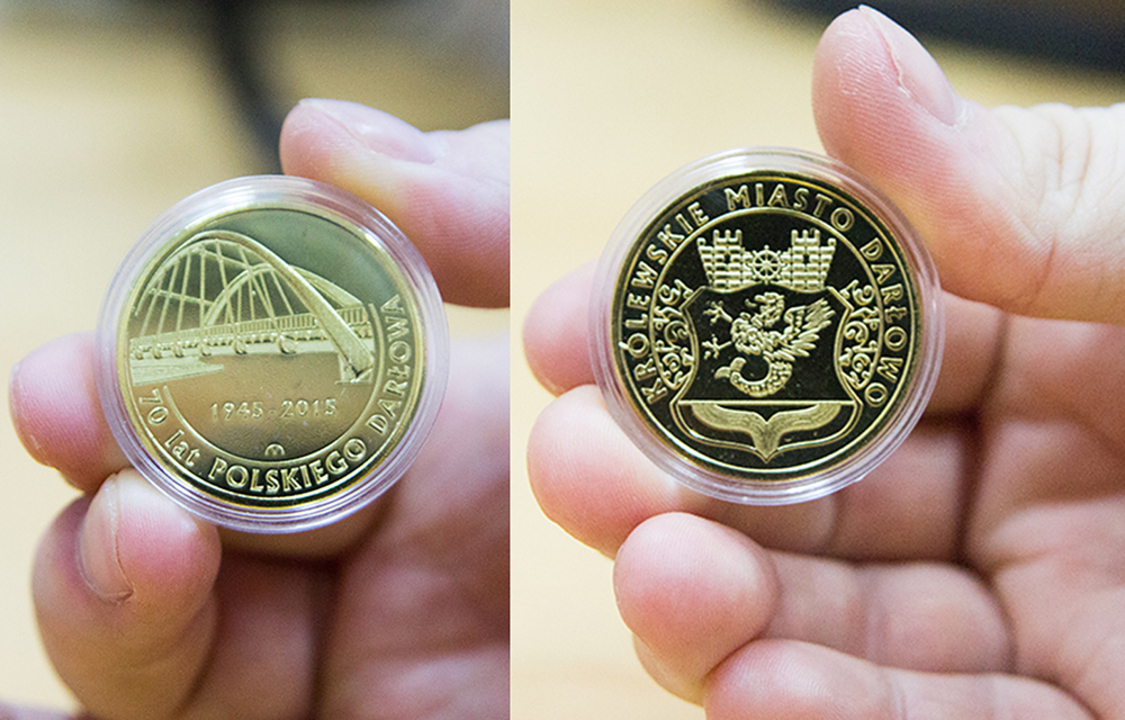 1945-2015
70 lat POLSKIEGO DARŁOWA
KRÓLEWSKIE MIASTO DARŁOWO